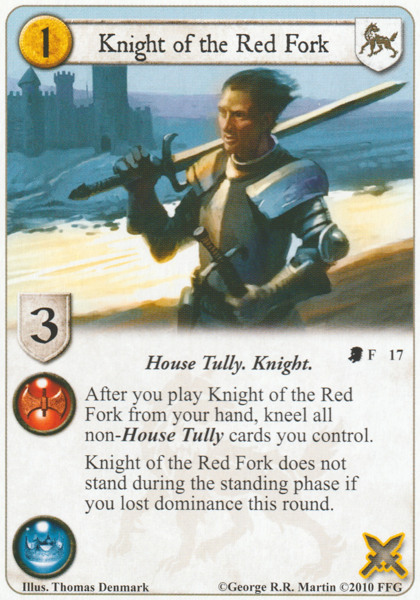 1
Knight of the Red Fork
3
House Tully. Knight.
F 17
After you play Knight of the Red
Fork from your hand, kneel all
non-House Tully cards you control.
Knight of the Red Fork does not
stand during the standing phase if
you lost dominance this round.
Illus. Thomas Denmark
©George R.R. Martin ©2010 FFG